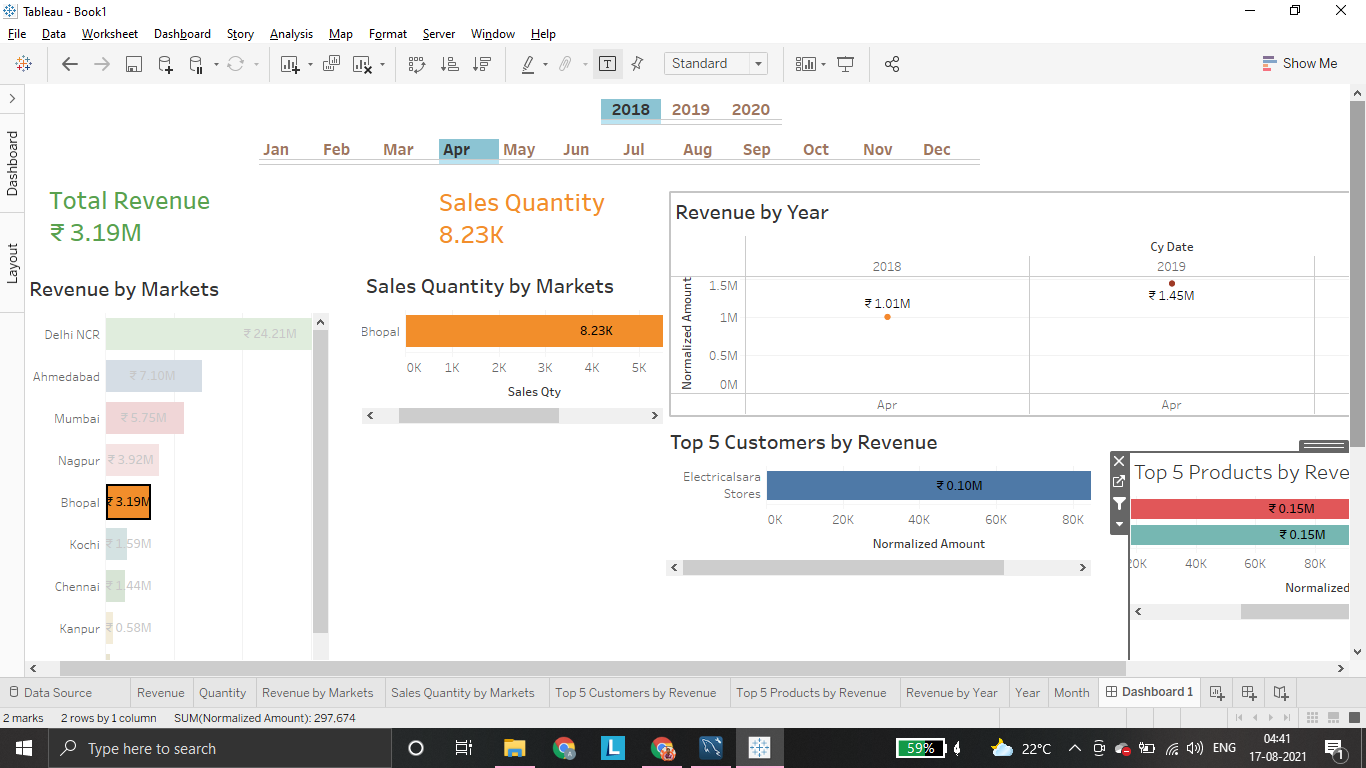 Tableau - Book1
File Data Worksheet Dashboard Story Analysis Map Format Server Window Help
Standard
Show Me
Dashboard
Layout
2018 2019 2020
Jan Feb Mar Apr May Jun Jul Aug Sep Oct Nov Dec
Total Revenue
₹ 3.19M
Sales Quantity
8.23K
Revenue by Markets
Delhi NCR ₹ 24.21M
Ahmedabad ₹ 7.10M
Mumbai ₹ 5.75M
Nagpur ₹ 3.92M
Bhopal ₹ 3.19M
Kochi ₹ 1.59M
Chennai ₹ 1.44M
Kanpur ₹ 0.58M
Sales Quantity by Markets
Bhopal 8.23K
0K 1K 2K 3K 4K 5K
Sales Qty
Revenue by Year
Cy Date
2018 2019
Normalized Amount
1.5M
1M
0.5M
0M
₹ 1.01M
₹ 1.45M
Apr Apr
Top 5 Customers by Revenue
Electricalsara
Stores
₹ 0.10M
0K 20K 40K 60K 80K
Normalized Amount
Top 5 Products by Reve
₹ 0.15M
₹ 0.15M
20K 40K 60K 80K
Normalized
Data Source Revenue Quantity Revenue by Markets Sales Quantity by Markets Top 5 Customers by Revenue Top 5 Products by Revenue Revenue by Year Year Month Dashboard 1
2 marks 2 rows by 1 column SUM(Normalized Amount): 297,674
Type here to search
L
59%
22°C
ENG
04:41
17-08-2021
1